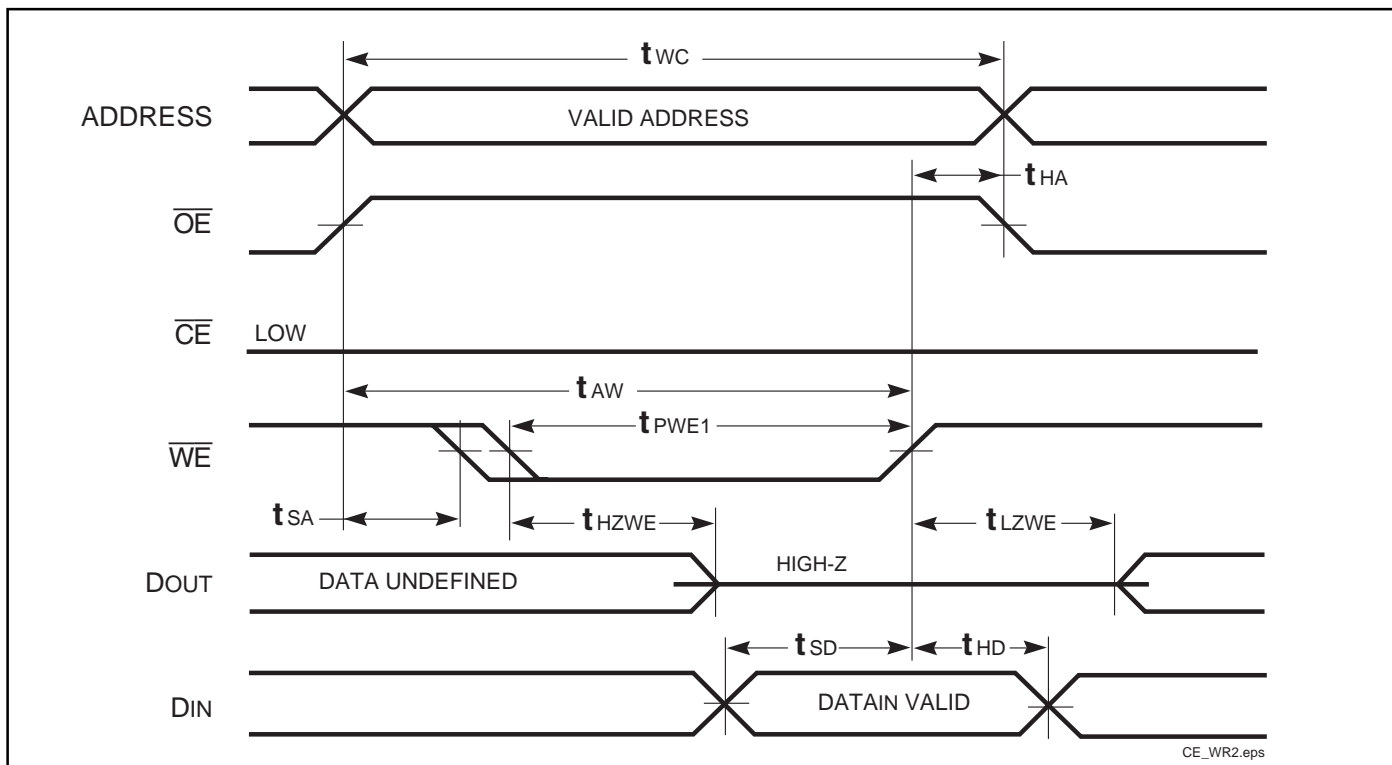 tWC
ADDRESS
VALID ADDRESS
tHA
OE
CE
LOW
tAW
tPWE1
WE
tSA
tHZWE
tLZWE
DOUT
DATA UNDEFINED
HIGH-Z
tSD
tHD
DIN
DATAIN VALID
CE_WR2.eps